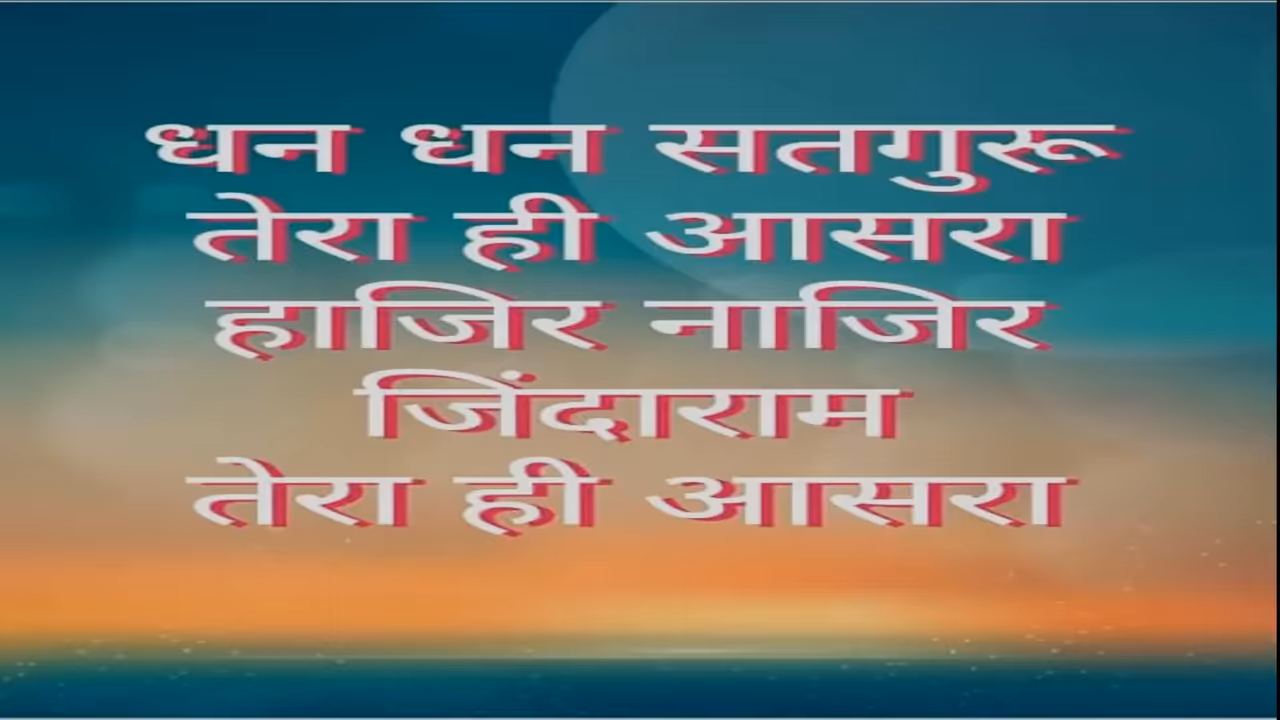 धन धन सतगुरू
तेरा ही आसरा
हाजिर नाजिर
जिंदाराम
तेरा ही आसरा